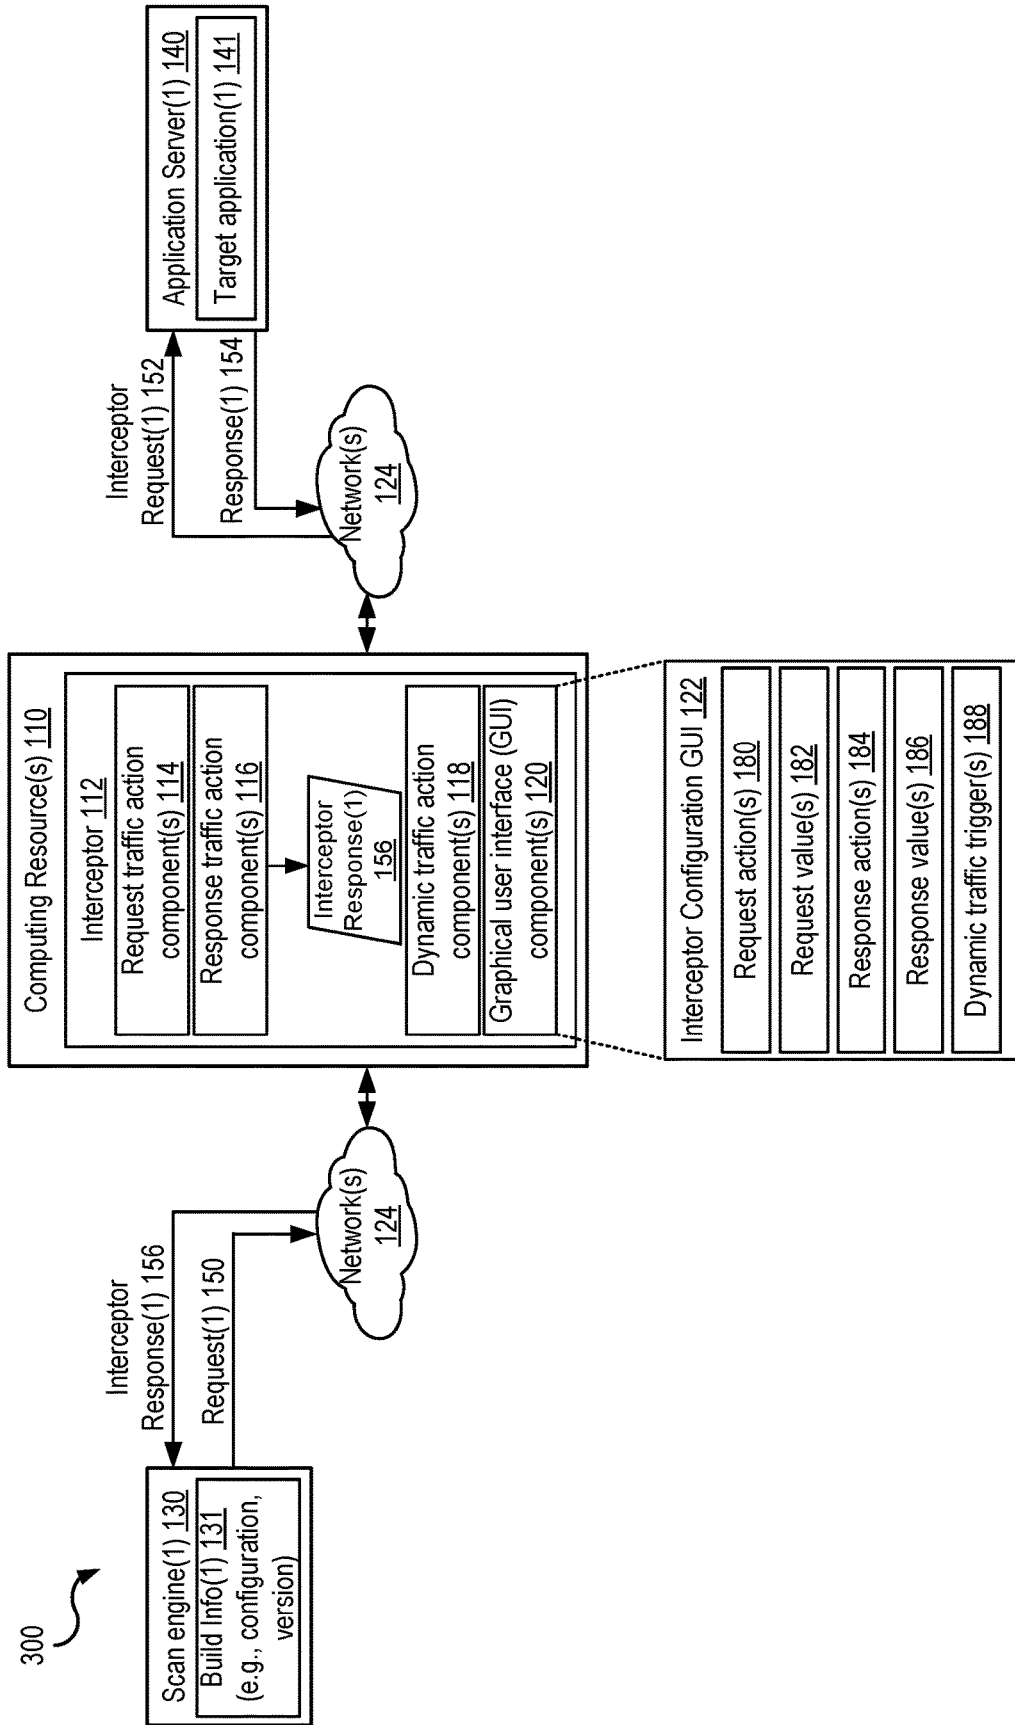 300
Scan engine(1) 130
Build Info(1) 131
(e.g., configuration,
version)
Interceptor
Response(1) 156
Request(1) 150
Network(s)
124
Computing Resource(s) 110
Interceptor 112
Request traffic action
component(s) 114
Response traffic action
component(s) 116
Interceptor
Response(1)
156
Dynamic traffic action
component(s) 118
Graphical user interface (GUI)
component(s) 120
Interceptor Configuration GUI 122
Request action(s) 180
Request value(s) 182
Response action(s) 184
Response value(s) 186
Dynamic traffic trigger(s) 188
Network(s)
124
Interceptor
Request(1) 152
Response(1) 154
Application Server(1) 140
Target application(1) 141